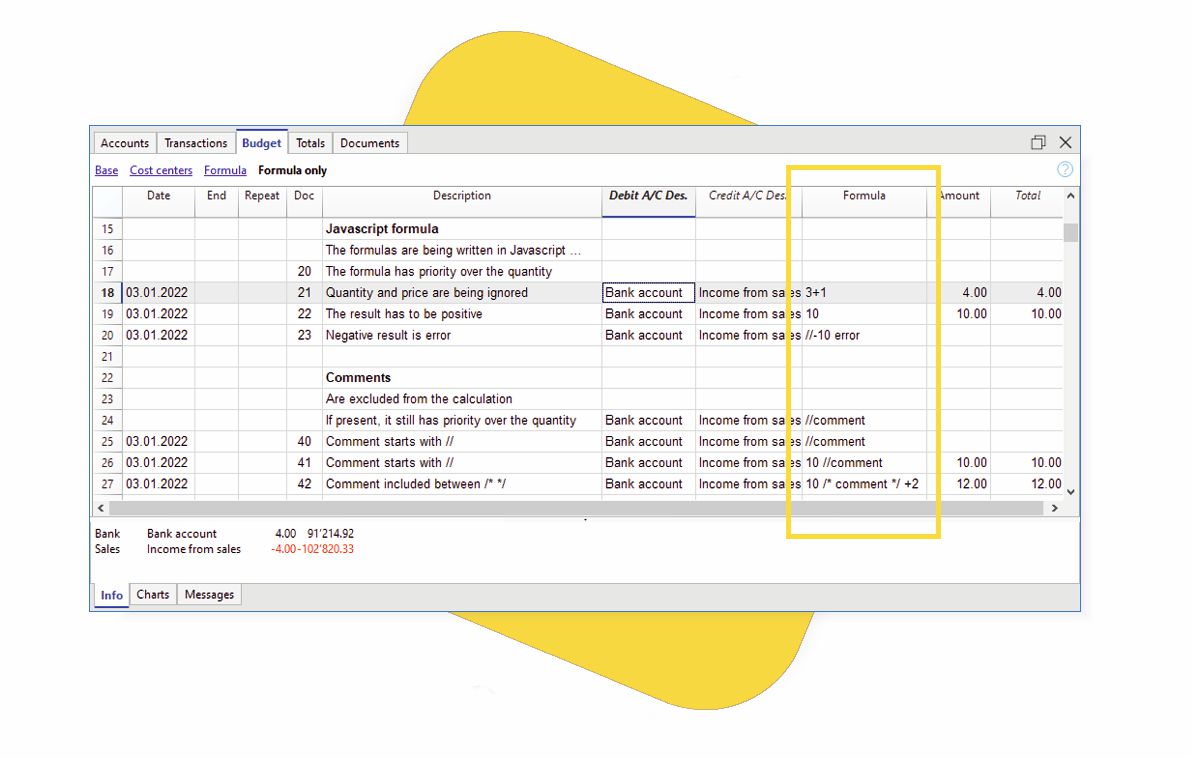 Accounts Transactions Budget Totals Documents
Base Cost centers Formula Formula only
Date End Repeat Doc Description Debit A/C Des. Credit A/C Des. Formula Amount Total
15 Javascript formula
16 The formulas are being written in Javascript ...
17 20 The formula has priority over the quantity
18 03.01.2022 21 Quantity and price are being ignored Bank account Income from sales 3+1 4.00 4.00
19 03.01.2022 22 The result has to be positive Bank account Income from sales 10 10.00 10.00
20 03.01.2022 23 Negative result is error Bank account Income from sales //-10 error
21
22 Comments
23 Are excluded from the calculation
24 If present, it still has priority over the quantity Bank account Income from sales //comment
25 03.01.2022 40 Comment starts with // Bank account Income from sales //comment
26 03.01.2022 41 Comment starts with // Bank account Income from sales 10 //comment 10.00 10.00
27 03.01.2022 42 Comment included between /* */ Bank account Income from sales 10 /* comment */ +2 12.00 12.00
Bank Bank account 4.00 91'214.92
Sales Income from sales -4.00 -102'820.33
Info Charts Messages